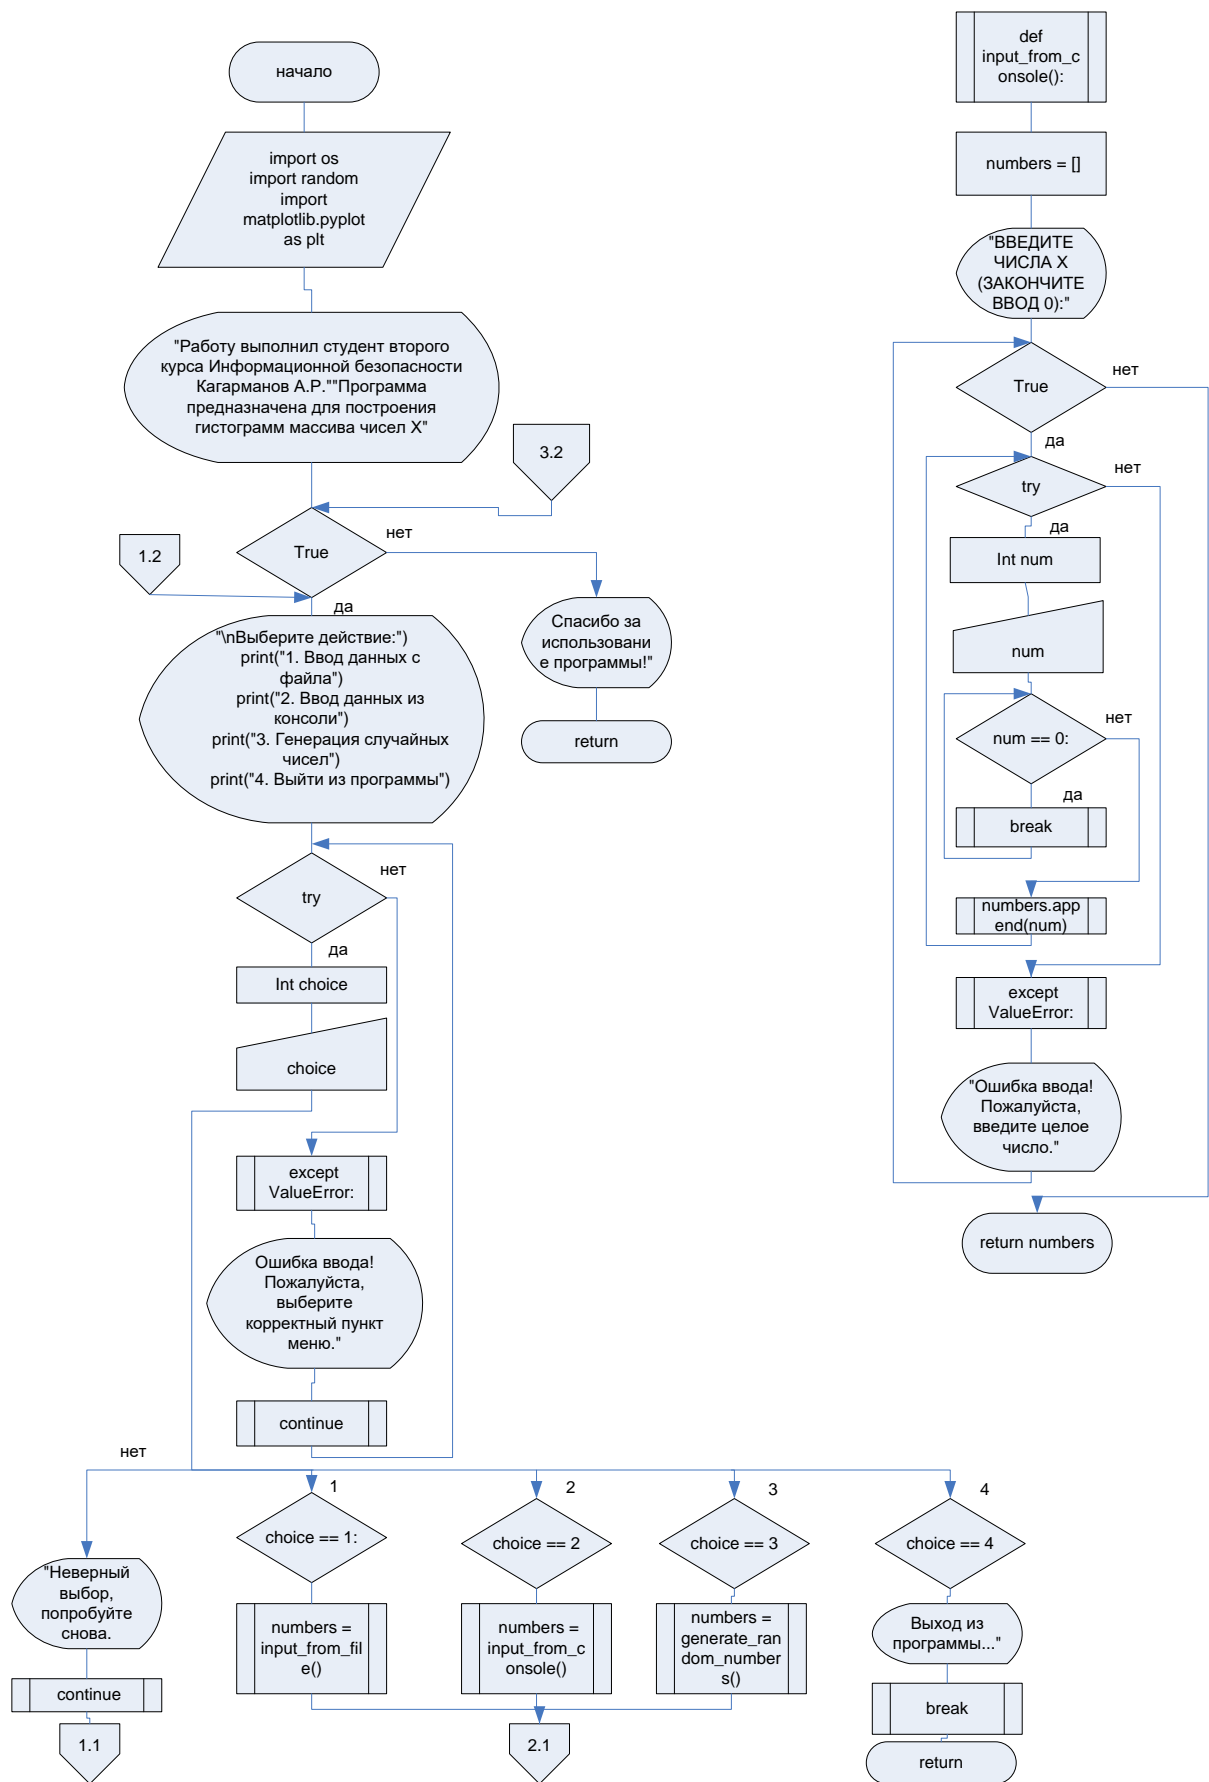 начало
import os
import random
import
matplotlib.pyplot
as plt
"Работу выполнил студент второго
курса Информационной безопасности
Кагарманов А.Р.""Программа
предназначена для построения
гистограмм массива чисел X"
3.2
True
нет
1.2
да
"\nВыберите действие:")
print("1. Ввод данных с
файла")
print("2. Ввод данных из
консоли")
print("3. Генерация случайных
чисел")
print("4. Выйти из программы")
Спасибо за
использовани
е программы!"
return
try
нет
да
Int choice
choice
except
ValueError:
Ошибка ввода!
Пожалуйста,
выберите
корректный пункт
меню."
continue
нет
1
2
3
4
choice == 1:
choice == 2
choice == 3
choice == 4
"Неверный
выбор,
попробуйте
снова.
numbers =
input_from_fil
e()
numbers =
input_from_c
onsole()
numbers =
generate_ran
dom_number
s()
Выход из
программы..."
continue
break
1.1
2.1
return
def
input_from_c
onsole():
numbers = []
"ВВЕДИТЕ
ЧИСЛА X
(ЗАКОНЧИТЕ
ВВОД 0):"
True
нет
да
try
нет
да
Int num
num
num == 0:
нет
да
break
numbers.app
end(num)
except
ValueError:
"Ошибка ввода!
Пожалуйста,
введите целое
число."
return numbers